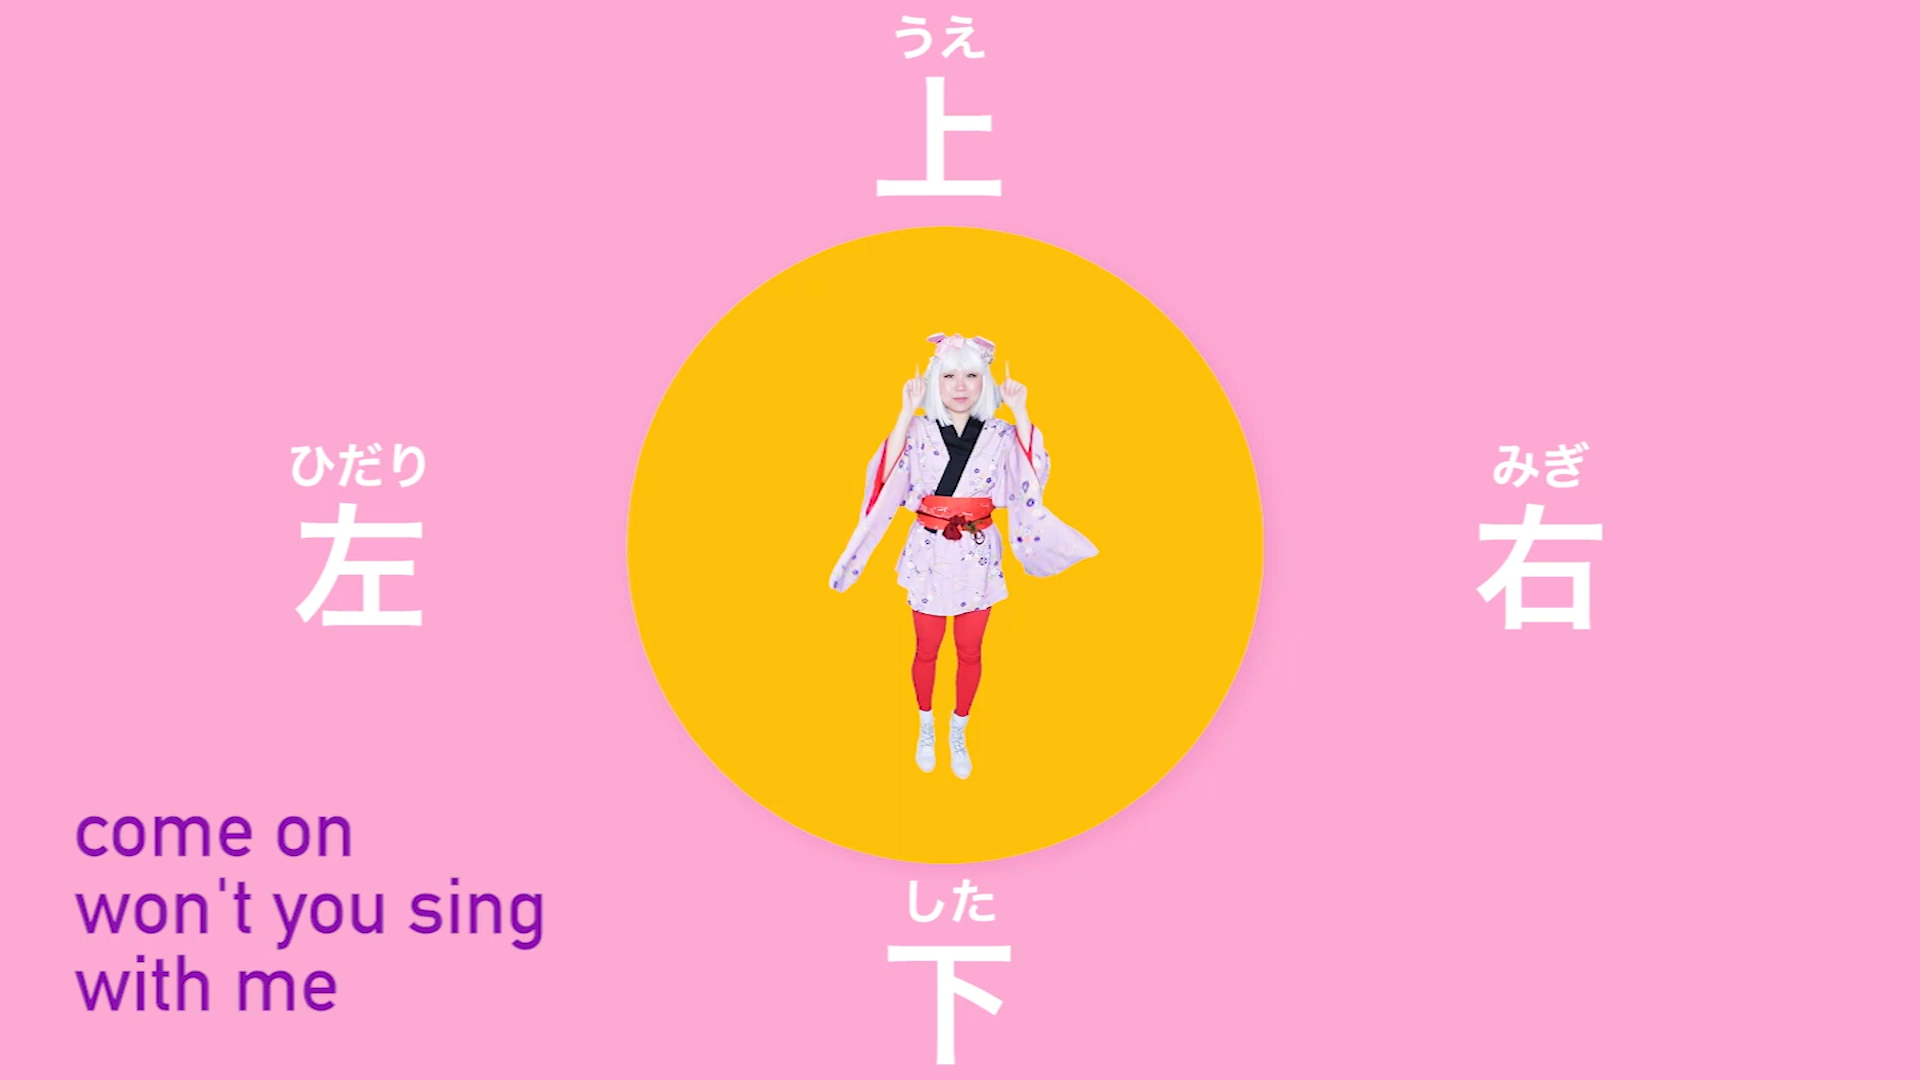 うえ
上
ひだり
左
みぎ
右
come on
won't you sing
with me
した
下